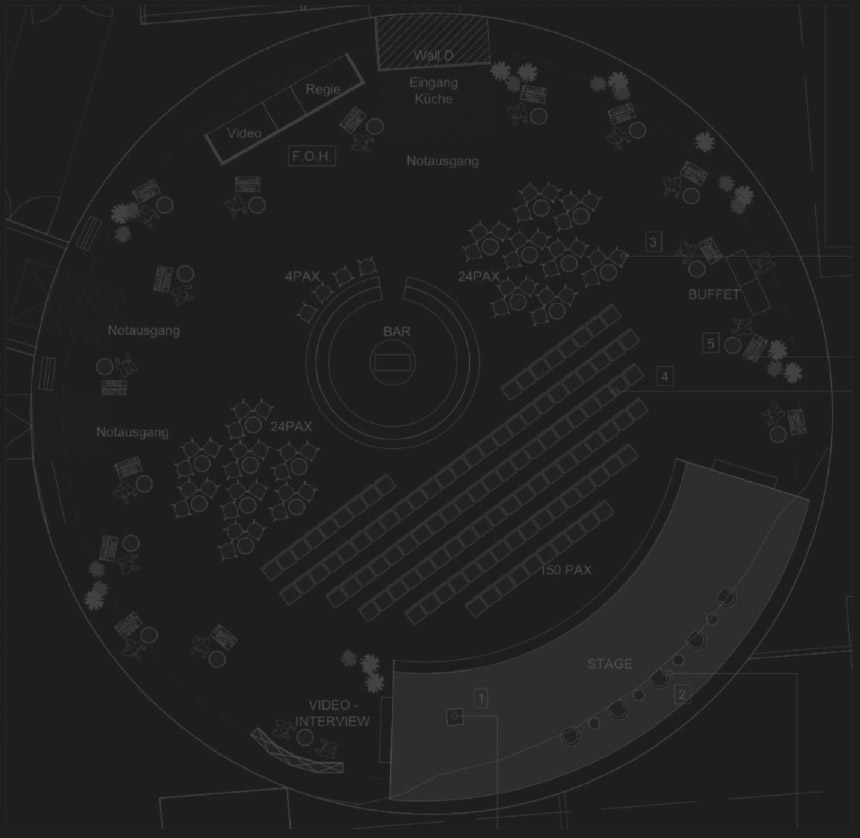 Wall D
Eingang
Küche
Regie
Video
F.O.H.
Notausgang
3
4PAX
24PAX
BUFFET
Notausgang
BAR
5
4
Notausgang
24PAX
150 PAX
STAGE
1
2
VIDEO -
INTERVIEW